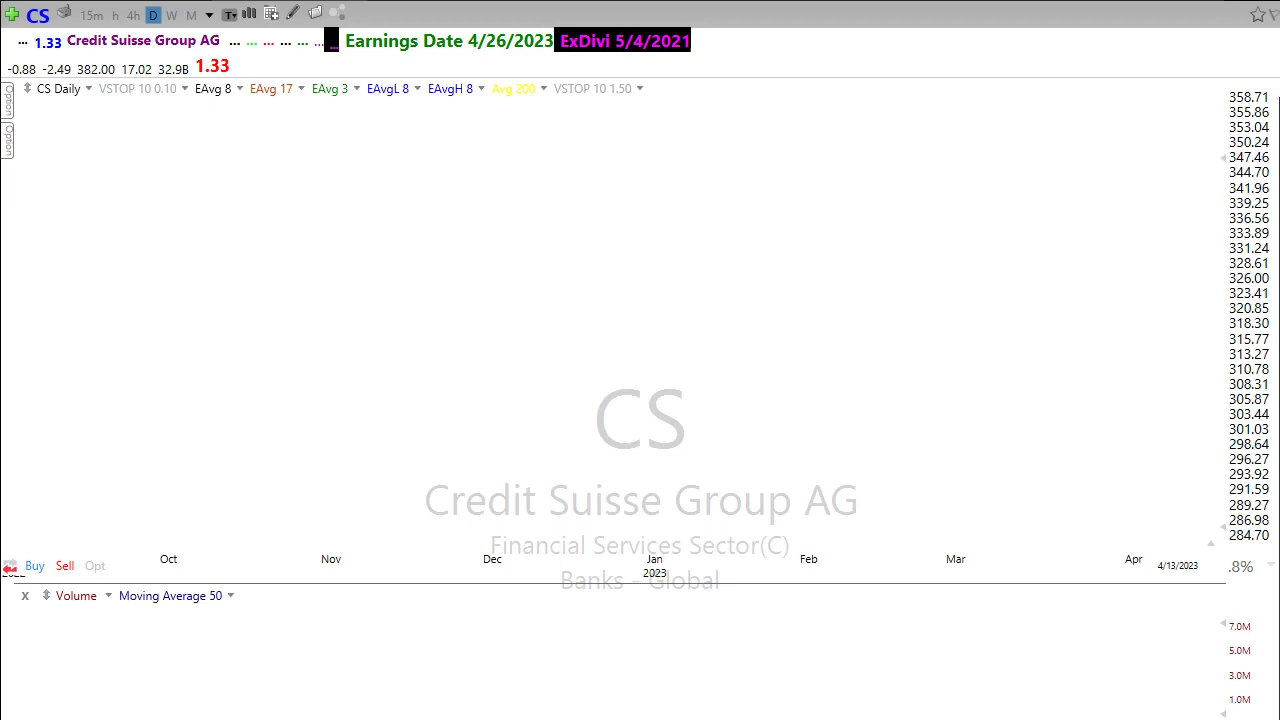 CS 15m h 4h D W M T
... 1.33 Credit Suisse Group AG ... ... ... ... ... ... ... Earnings Date 4/26/2023 ExDivi 5/4/2021
-0.88 -2.49 382.00 17.02 32.9B 1.33
Option
Option
CS Daily VSTOP 10 0.10 EAvg 8 EAvg 17 EAvg 3 EAvgL 8 EAvgH 8 Avg 200 VSTOP 10 1.50
358.71
355.86
353.04
350.24
347.46
344.70
341.96
339.25
336.56
333.89
331.24
328.61
326.00
323.41
320.85
318.30
315.77
313.27
310.78
308.31
305.87
303.44
301.03
298.64
296.27
293.92
291.59
289.27
286.98
284.70
CS
Credit Suisse Group AG
Financial Services Sector(C)
Banks - Global
Oct Nov Dec Jan Feb Mar Apr
2023
4/13/2023
Buy Sell Opt
.8%
x Volume Moving Average 50
7.0M
5.0M
3.0M
1.0M